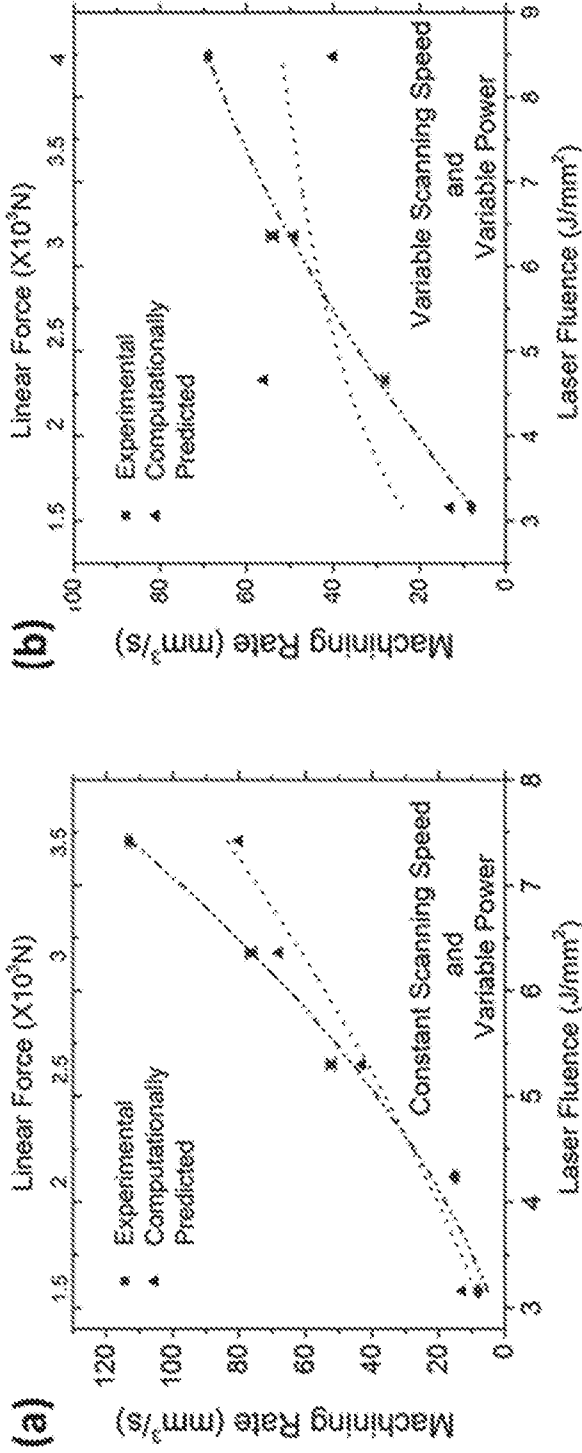 (a)
Linear Force (X10³N)
1.5 2 2.5 3 3.5
Machining Rate (mm³/s)
120
100
80
60
40
20
0
Experimental
Computationally
Predicted
Constant Scanning Speed
and
Variable Power
3 4 5 6 7 8
Laser Fluence (J/mm²)
(b)
Linear Force (X10³N)
1.5 2 2.5 3 3.5 4
Machining Rate (mm³/s)
100
80
60
40
20
0
Experimental
Computationally
Predicted
Variable Scanning Speed
and
Variable Power
3 4 5 6 7 8 9
Laser Fluence (J/mm²)